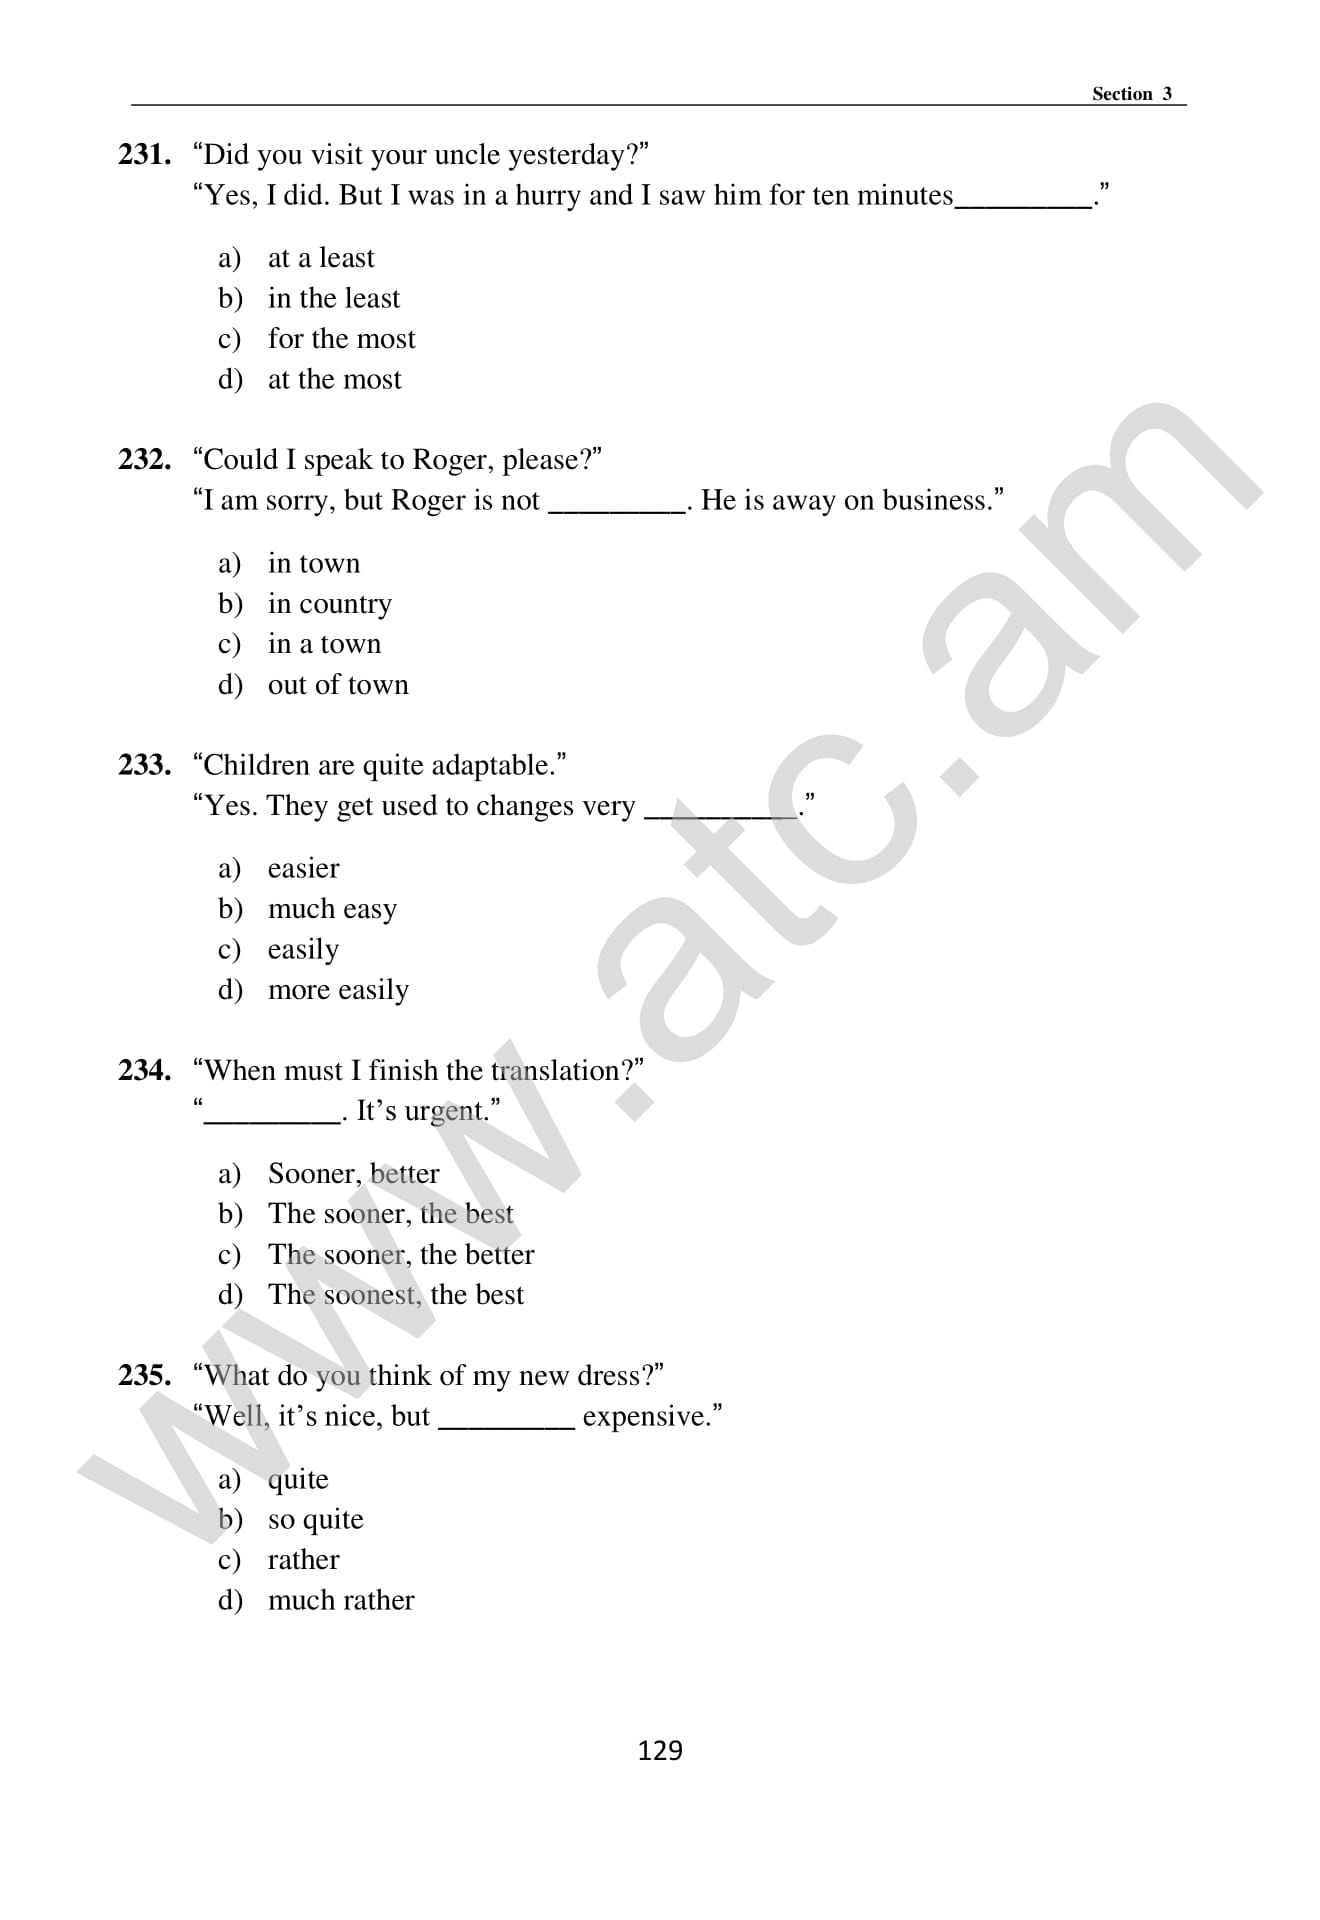 Section 3
231. “Did you visit your uncle yesterday?”
“Yes, I did. But I was in a hurry and I saw him for ten minutes_________.”
a) at a least
b) in the least
c) for the most
d) at the most
232. “Could I speak to Roger, please?”
“I am sorry, but Roger is not _________. He is away on business.”
a) in town
b) in country
c) in a town
d) out of town
233. “Children are quite adaptable.”
“Yes. They get used to changes very __________.”
a) easier
b) much easy
c) easily
d) more easily
234. “When must I finish the translation?”
“_________. It’s urgent.”
a) Sooner, better
b) The sooner, the best
c) The sooner, the better
d) The soonest, the best
235. “What do you think of my new dress?”
“Well, it’s nice, but _________ expensive.”
a) quite
b) so quite
c) rather
d) much rather
129
www.atc.am